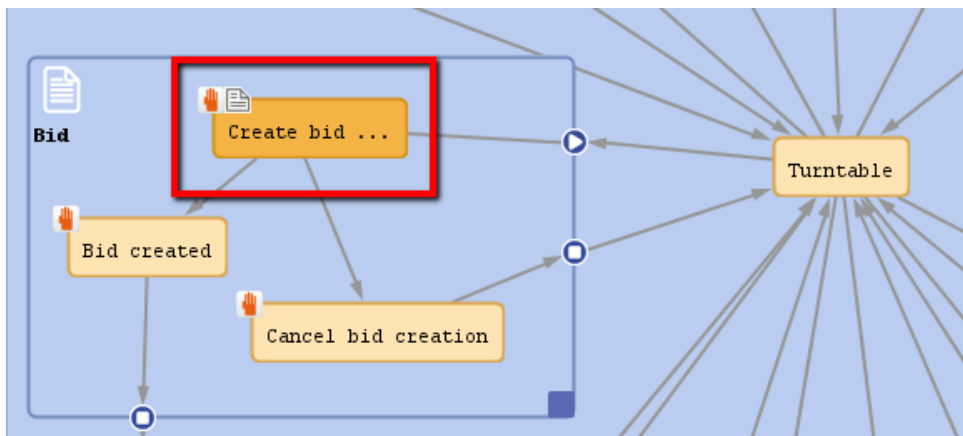 Bid
Create bid ...
Turntable
Bid created
Cancel bid creation